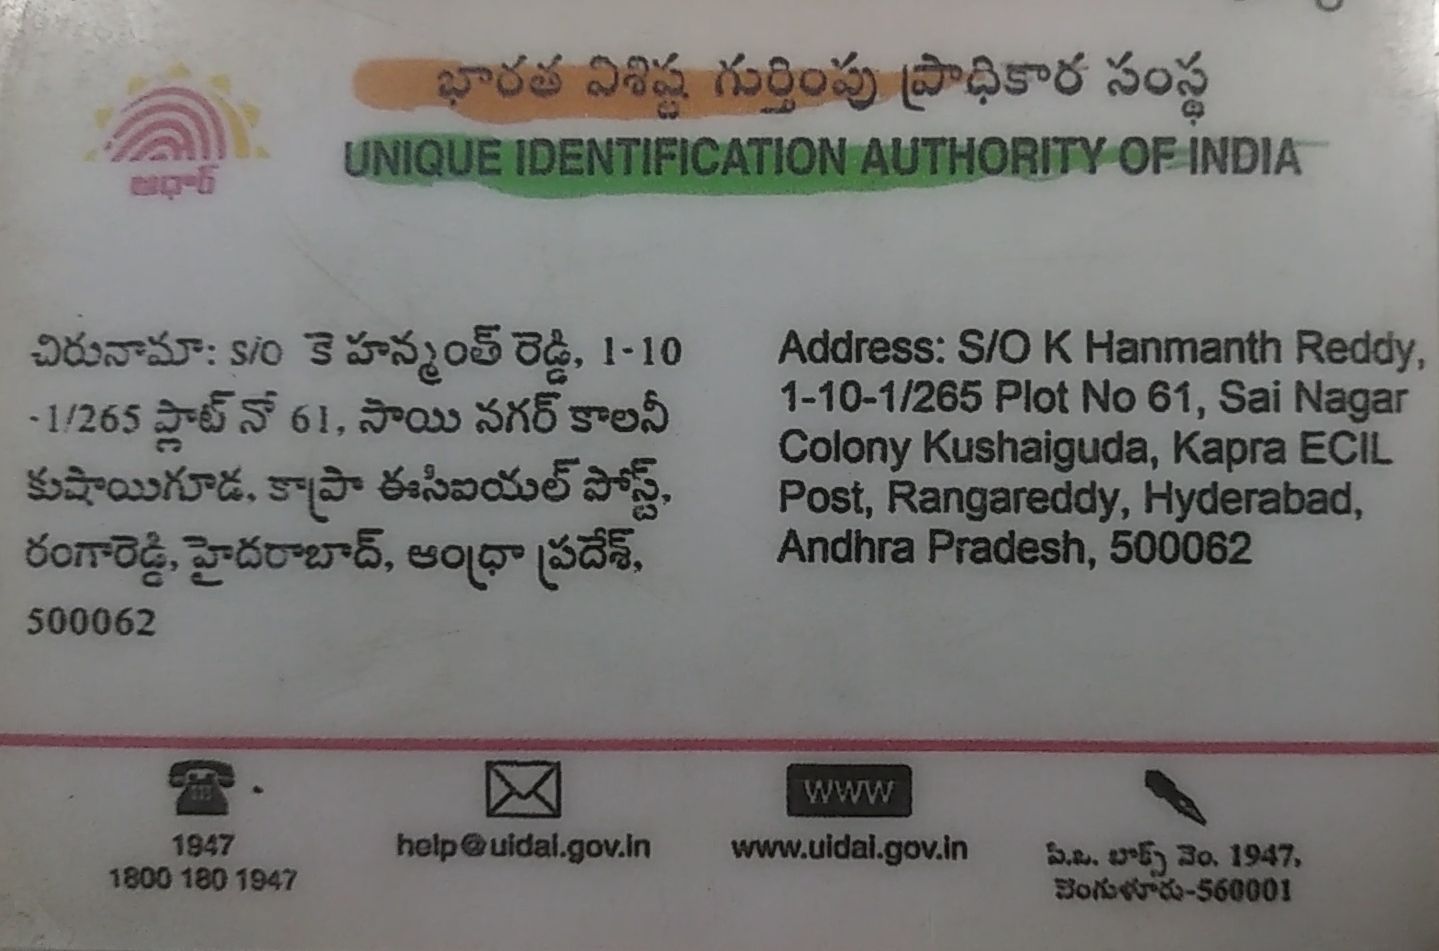 ఆధార్
భారత విశిష్ట గుర్తింపు ప్రాధికార సంస్థ
UNIQUE IDENTIFICATION AUTHORITY OF INDIA
చిరునామా: S/O కె హన్మంత్ రెడ్డి, 1-10
-1/265 ప్లాట్ నో 61, సాయి నగర్ కాలనీ
కుషాయిగూడ, కాప్రా ఈసిఐయల్ పోస్ట్,
రంగారెడ్డి, హైదరాబాద్, ఆంధ్రా ప్రదేశ్,
500062
Address: S/O K Hanmanth Reddy,
1-10-1/265 Plot No 61, Sai Nagar
Colony Kushaiguda, Kapra ECIL
Post, Rangareddy, Hyderabad,
Andhra Pradesh, 500062
1947
1800 180 1947
help@uidai.gov.in
WWW
www.uidai.gov.in
పి.ఒ. బాక్స్ నెం. 1947,
బెంగుళూరు-560001